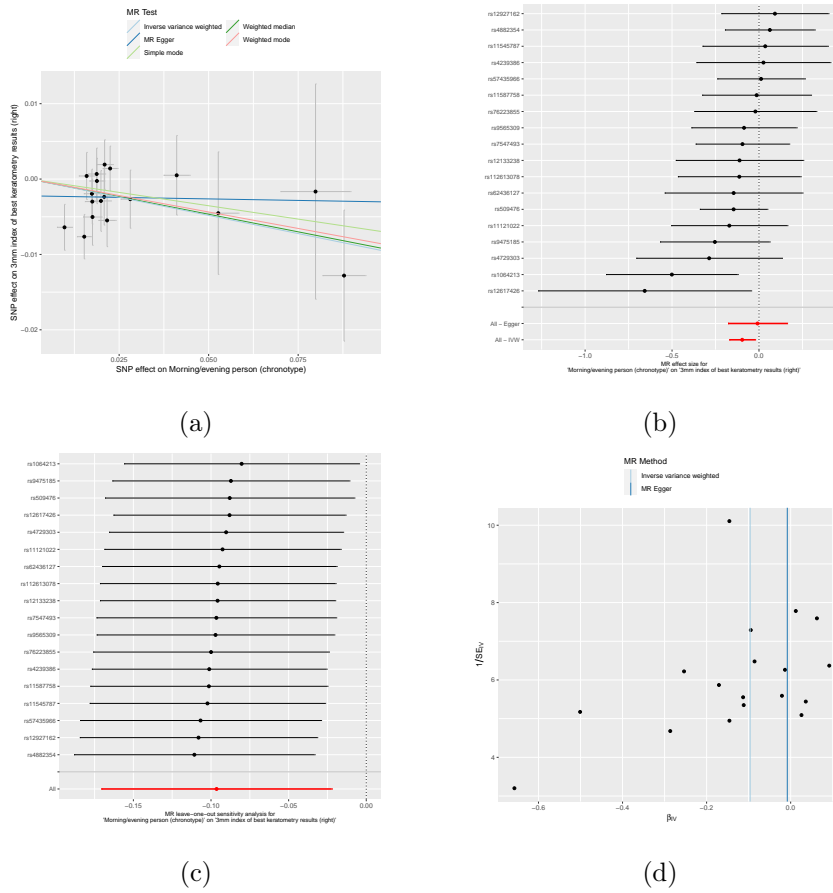 MR Test
Inverse variance weighted
Weighted median
MR Egger
Weighted mode
Simple mode
SNP effect on 3mm index of best keratometry results (right)
0.01
0.00
−0.01
−0.02
0.025
0.050
0.075
SNP effect on Morning/evening person (chronotype)
(a)
rs12927162
rs4882354
rs11545787
rs4239386
rs57435966
rs11587758
rs76223855
rs9565309
rs7547493
rs12133238
rs112613078
rs62436127
rs509476
rs11121022
rs9475185
rs4729303
rs1064213
rs12617426
All − Egger
All − IVW
−1.0
−0.5
0.0
MR effect size for
'Morning/evening person (chronotype)' on '3mm index of best keratometry results (right)'
(b)
rs1064213
rs9475185
rs509476
rs12617426
rs4729303
rs11121022
rs62436127
rs112613078
rs12133238
rs7547493
rs9565309
rs76223855
rs4239386
rs11587758
rs11545787
rs57435966
rs12927162
rs4882354
All
−0.15
−0.10
−0.05
0.00
MR leave−one−out sensitivity analysis for
'Morning/evening person (chronotype)' on '3mm index of best keratometry results (right)'
(c)
MR Method
Inverse variance weighted
MR Egger
1/SEIV
10
8
6
4
−0.6
−0.4
−0.2
0.0
βIV
(d)